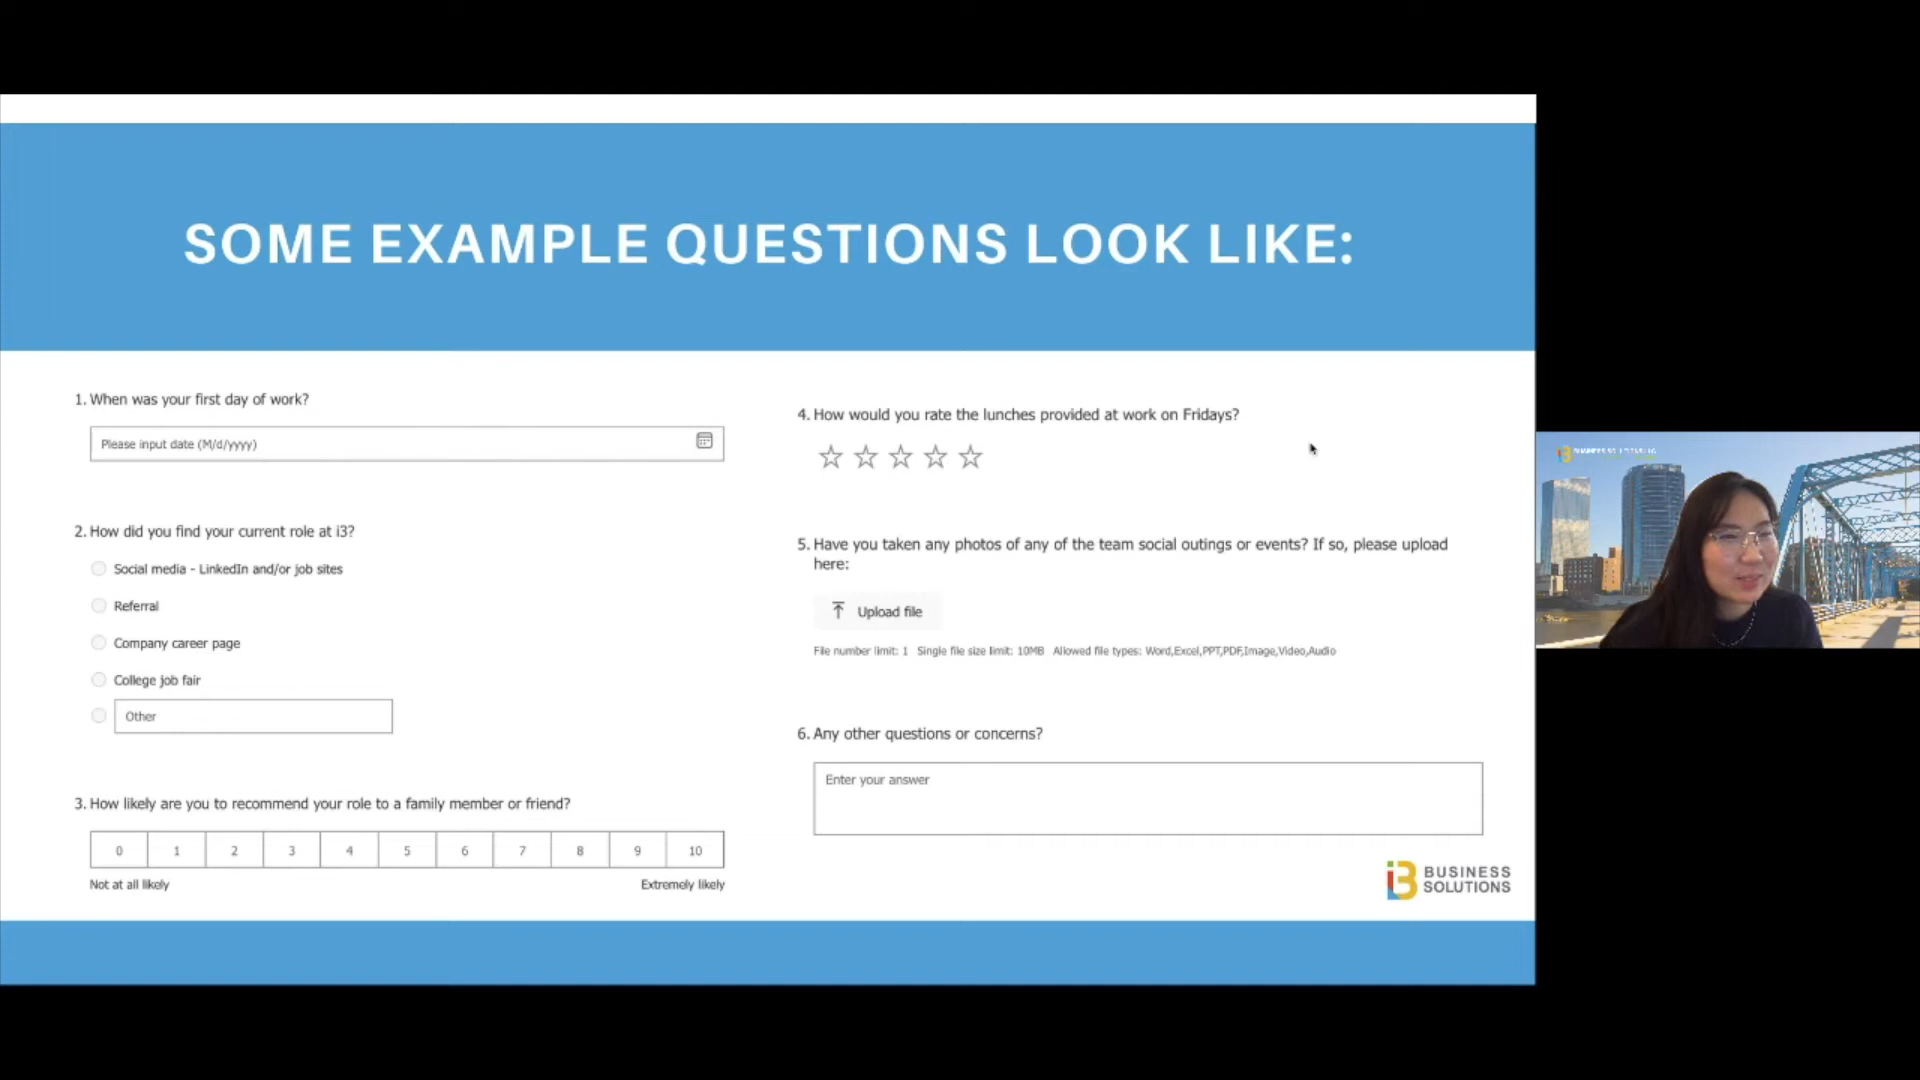 SOME EXAMPLE QUESTIONS LOOK LIKE:
1. When was your first day of work?
Please input date (M/d/yyyy)
2. How did you find your current role at i3?
Social media - LinkedIn and/or job sites
Referral
Company career page
College job fair
Other
3. How likely are you to recommend your role to a family member or friend?
0 1 2 3 4 5 6 7 8 9 10
Not at all likely Extremely likely
4. How would you rate the lunches provided at work on Fridays?
5. Have you taken any photos of any of the team social outings or events? If so, please upload
here:
Upload file
File number limit: 1 Single file size limit: 10MB Allowed file types: Word,Excel,PPT,PDF,Image,Video,Audio
6. Any other questions or concerns?
Enter your answer
i3 BUSINESS
SOLUTIONS